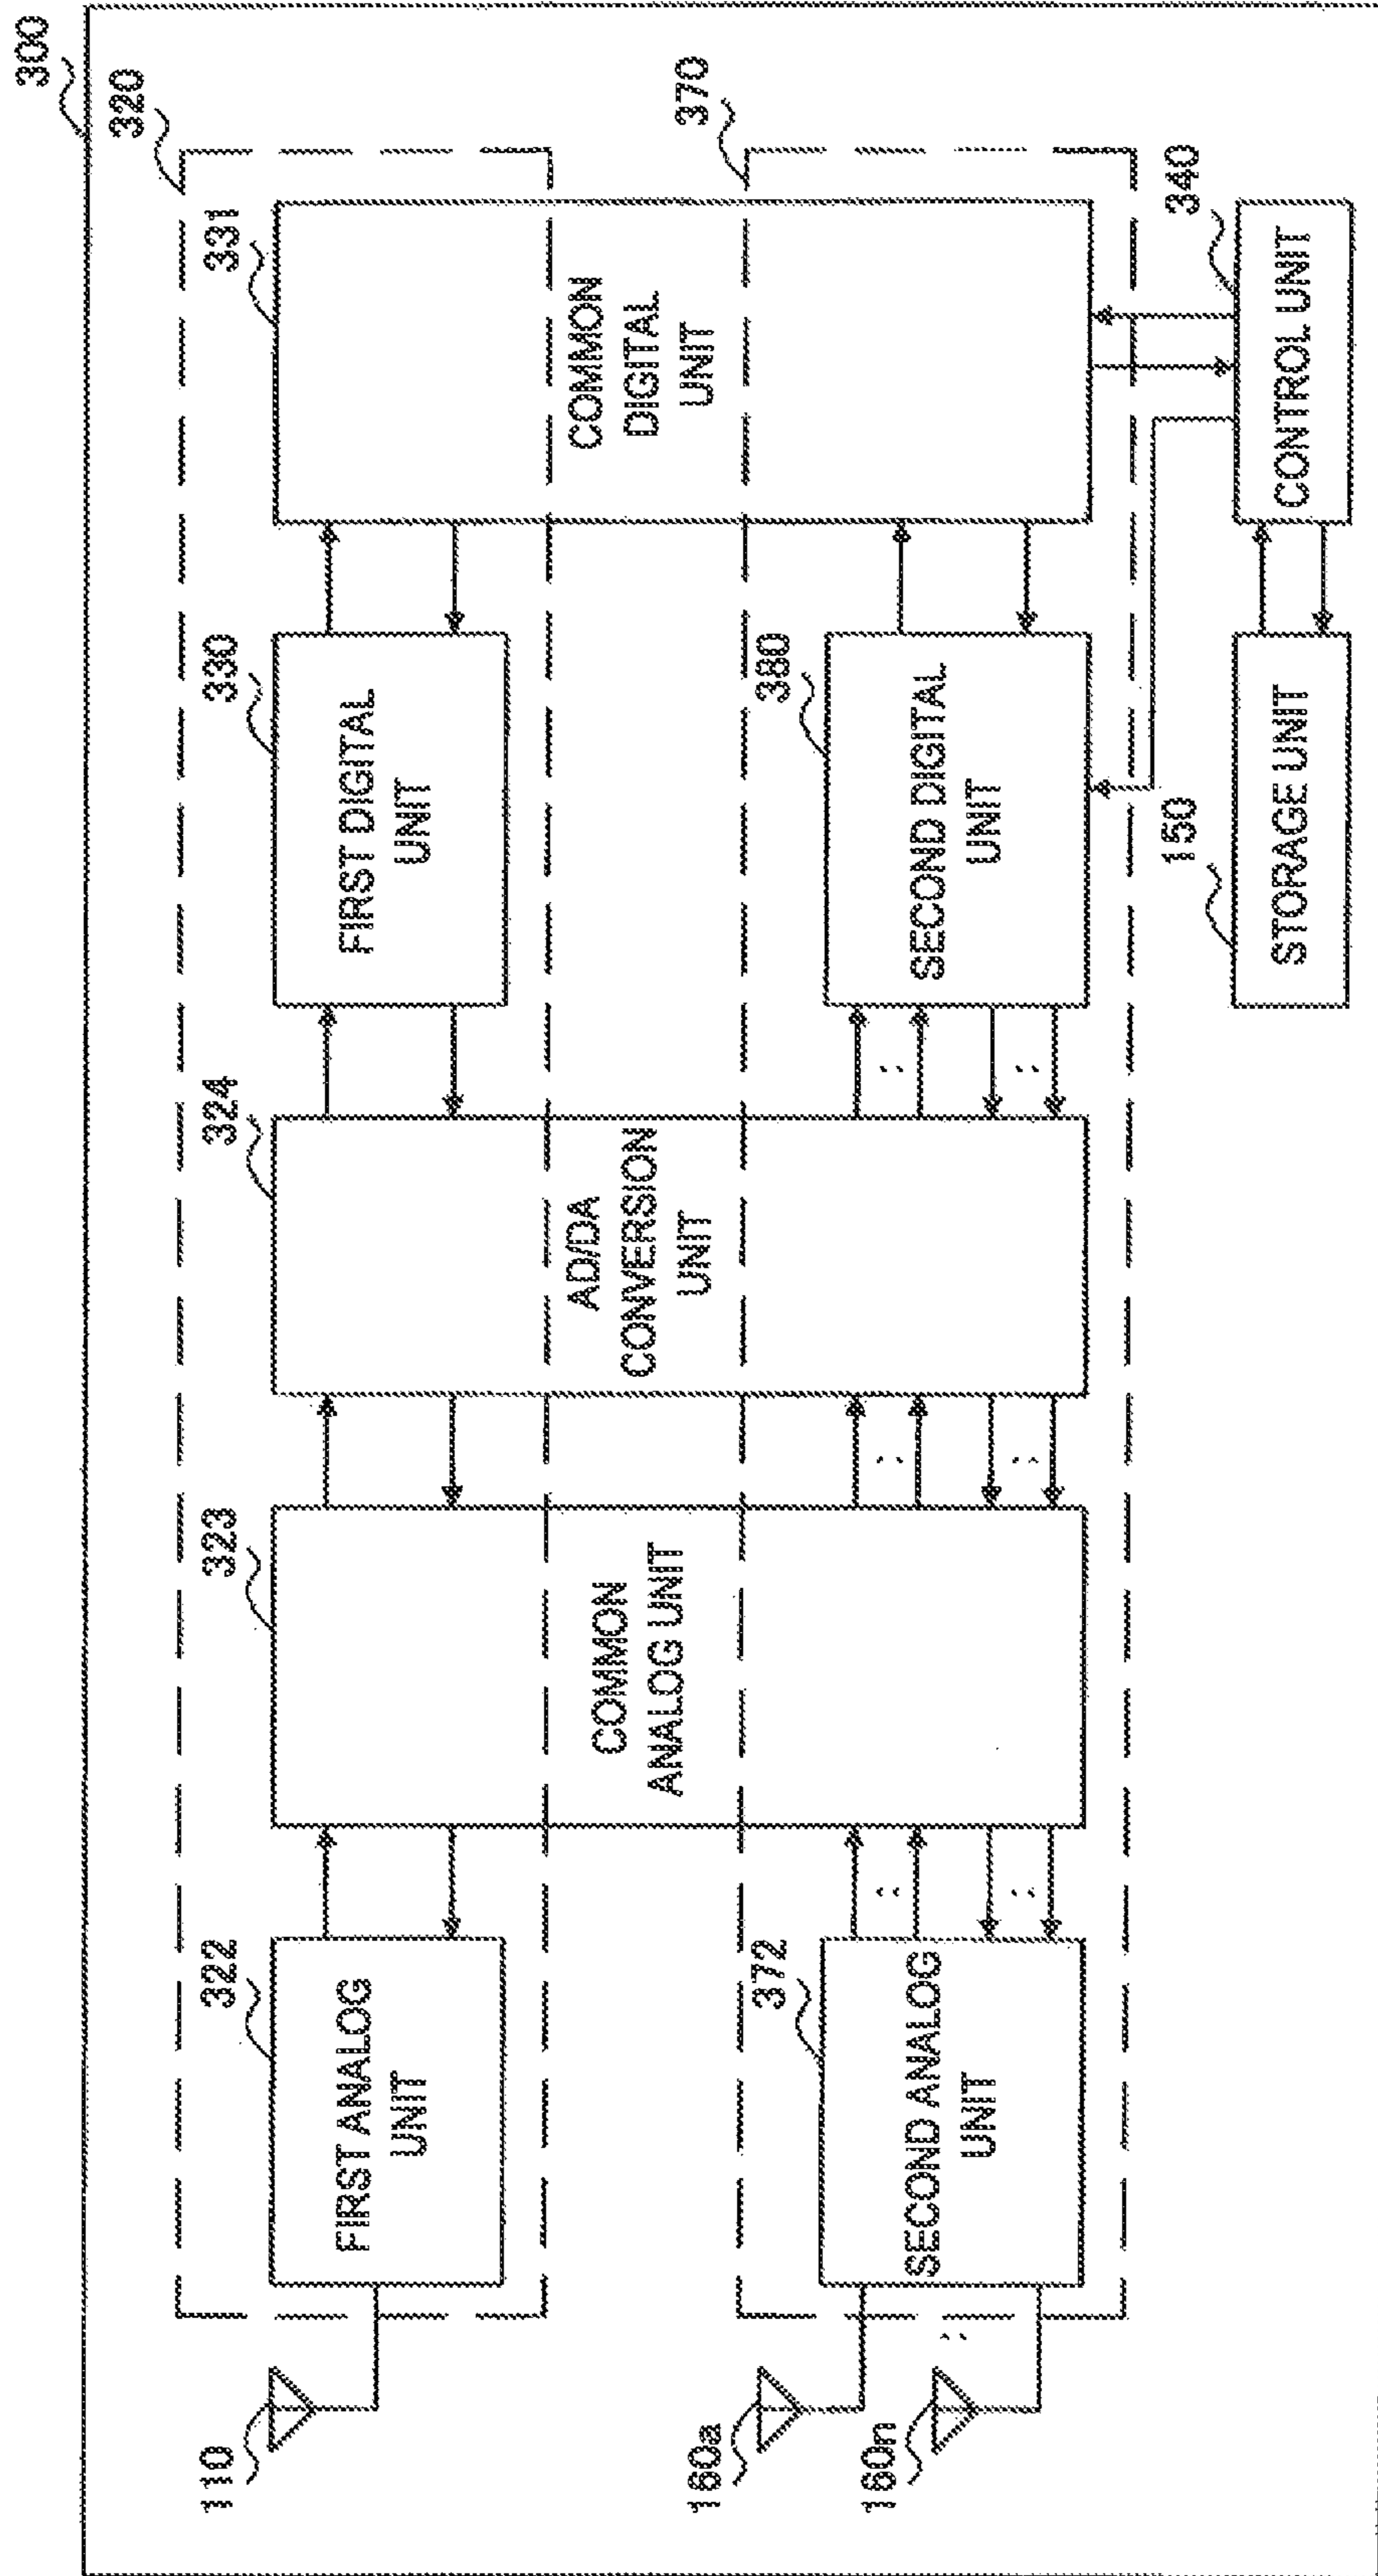 300
320
370
322
323
324
330
331
110
FIRST ANALOG
UNIT
COMMON
ANALOG UNIT
AD/DA
CONVERSION
UNIT
FIRST DIGITAL
UNIT
COMMON
DIGITAL
UNIT
372
380
160a
160n
SECOND ANALOG
UNIT
SECOND DIGITAL
UNIT
150
340
STORAGE UNIT
CONTROL UNIT